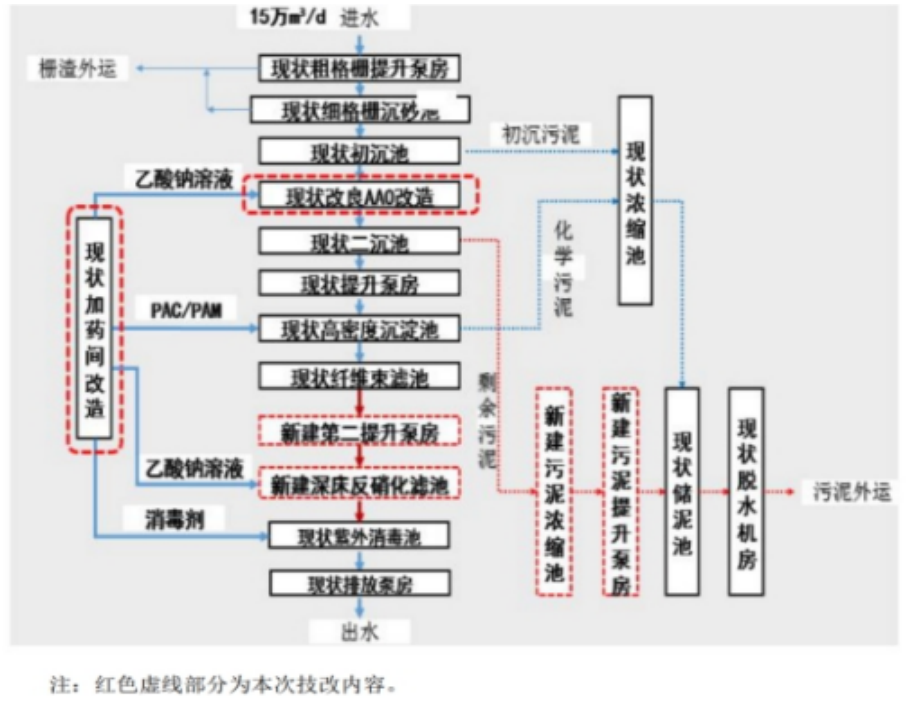 15万m³/d 进水
栅渣外运
现状粗格栅提升泵房
现状细格栅沉砂池
现状初沉池
初沉污泥
乙酸钠溶液
现状改良AAO改造
现状二沉池
现状提升泵房
PAC/PAM
现状高密度沉淀池
现状纤维束滤池
新建第二提升泵房
乙酸钠溶液
新建深床反硝化滤池
消毒剂
现状紫外消毒池
现状排放泵房
出水
现状加药间改造
化学污泥
剩余污泥
现状浓缩池
新建污泥浓缩池
新建污泥提升泵房
现状储泥池
现状脱水机房
污泥外运
注：红色虚线部分为本次技改内容。